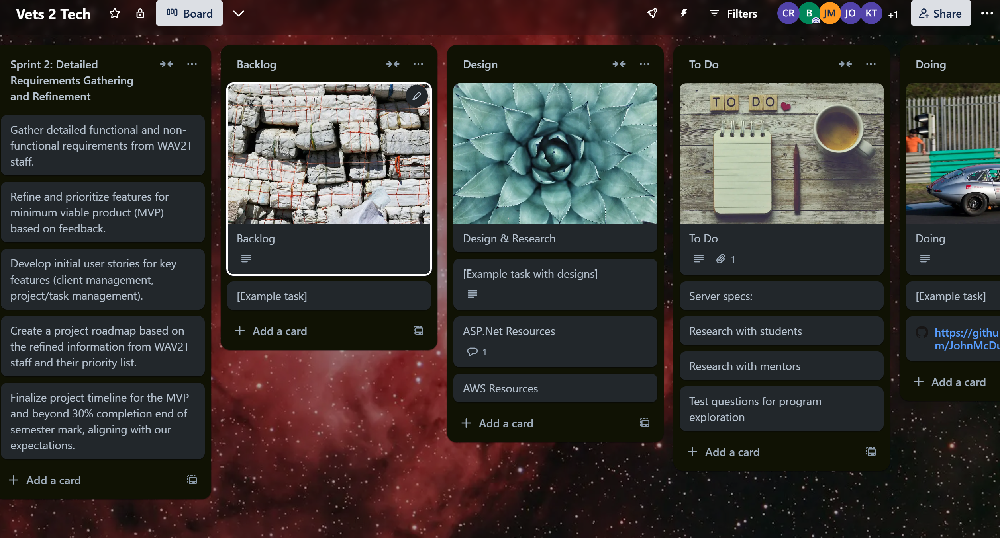 Vets 2 Tech
Board
Filters
CR
B
JM
JO
KT
+1
Share
Sprint 2: Detailed
Requirements Gathering
and Refinement
Gather detailed functional and non-
functional requirements from WAV2T
staff.
Refine and prioritize features for
minimum viable product (MVP)
based on feedback.
Develop initial user stories for key
features (client management,
project/task management).
Create a project roadmap based on
the refined information from WAV2T
staff and their priority list.
Finalize project timeline for the MVP
and beyond 30% completion end of
semester mark, aligning with our
expectations.
Add a card
Backlog
Backlog
[Example task]
Add a card
Design
Design & Research
[Example task with designs]
ASP.Net Resources
1
AWS Resources
Add a card
To Do
TO DO
To Do
1
Server specs:
Research with students
Research with mentors
Test questions for program
exploration
Add a card
Doing
Doing
[Example task]
https://githu
m/JohnMcDu
Add a card